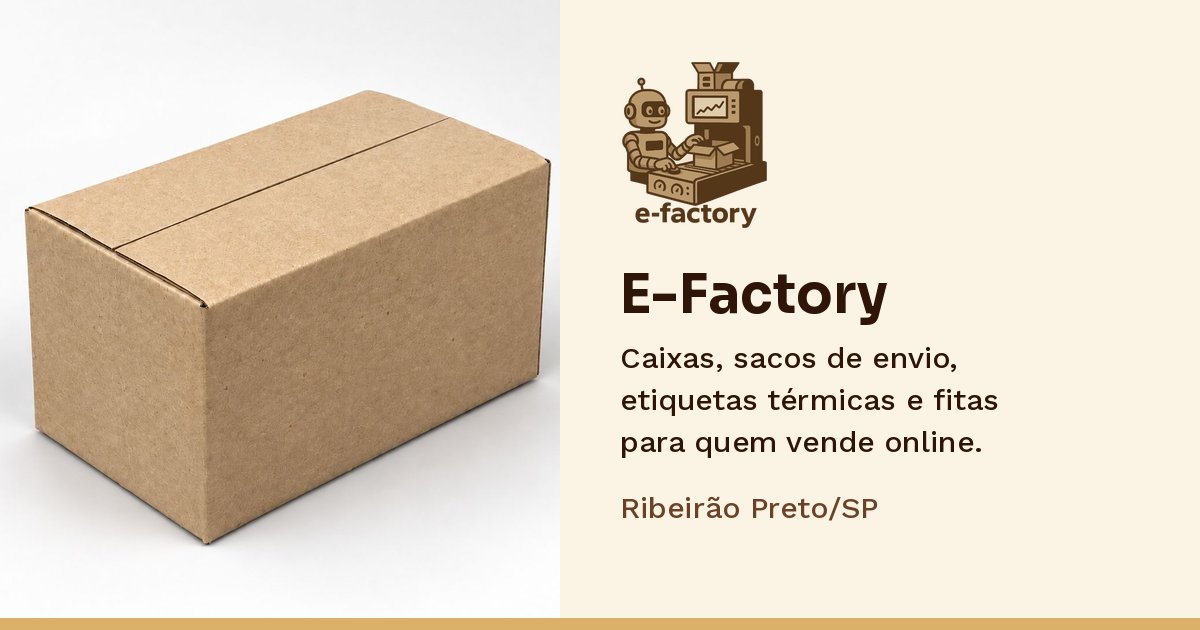 e-factory
E-Factory
Caixas, sacos de envio,
etiquetas térmicas e fitas
para quem vende online.
Ribeirão Preto/SP